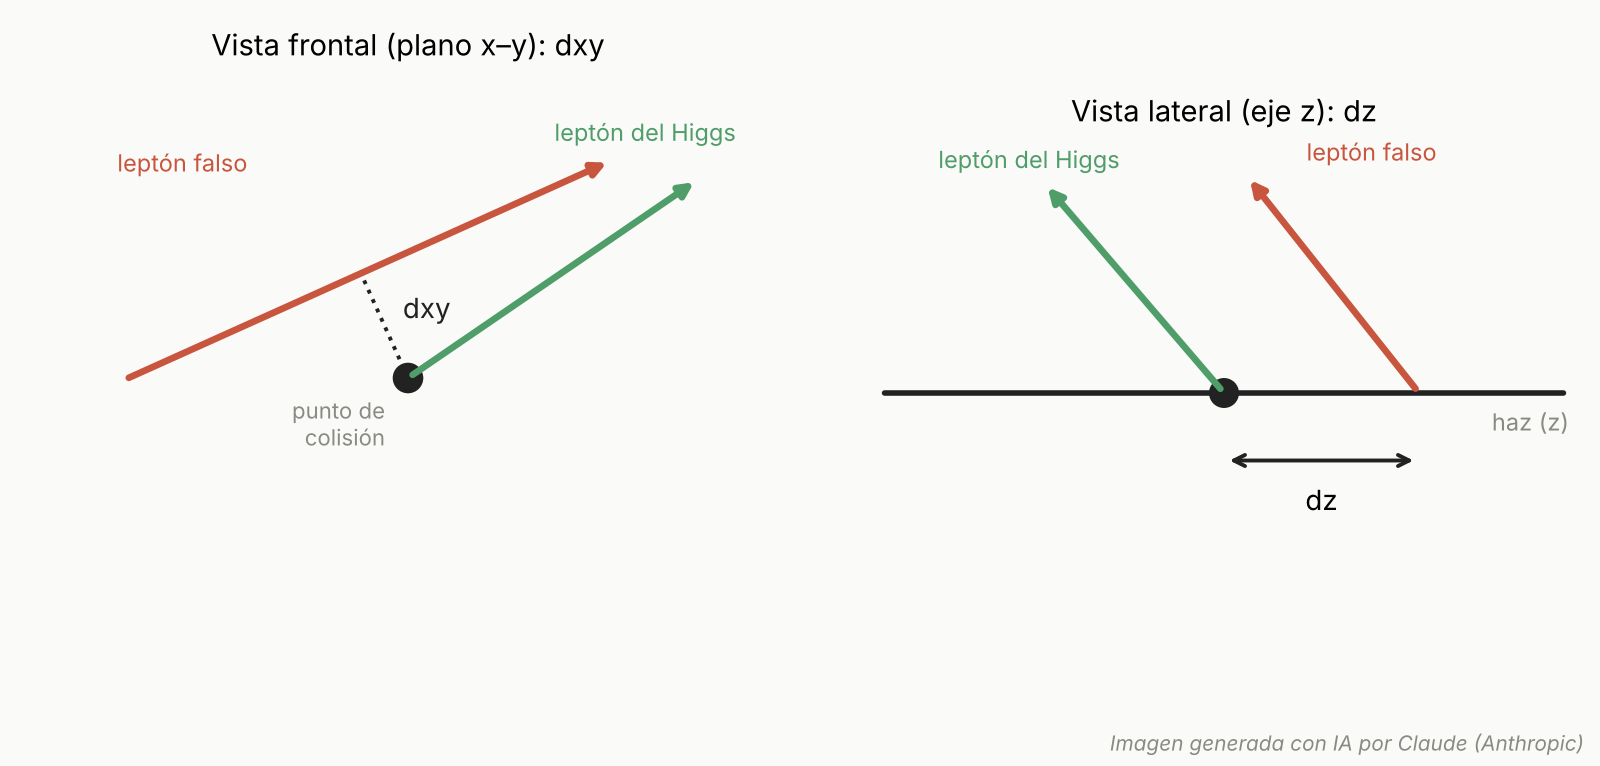 Vista frontal (plano x–y): dxy
leptón del Higgs
leptón falso
dxy
punto de
colisión
Vista lateral (eje z): dz
leptón del Higgs
leptón falso
haz (z)
dz
Imagen generada con IA por Claude (Anthropic)